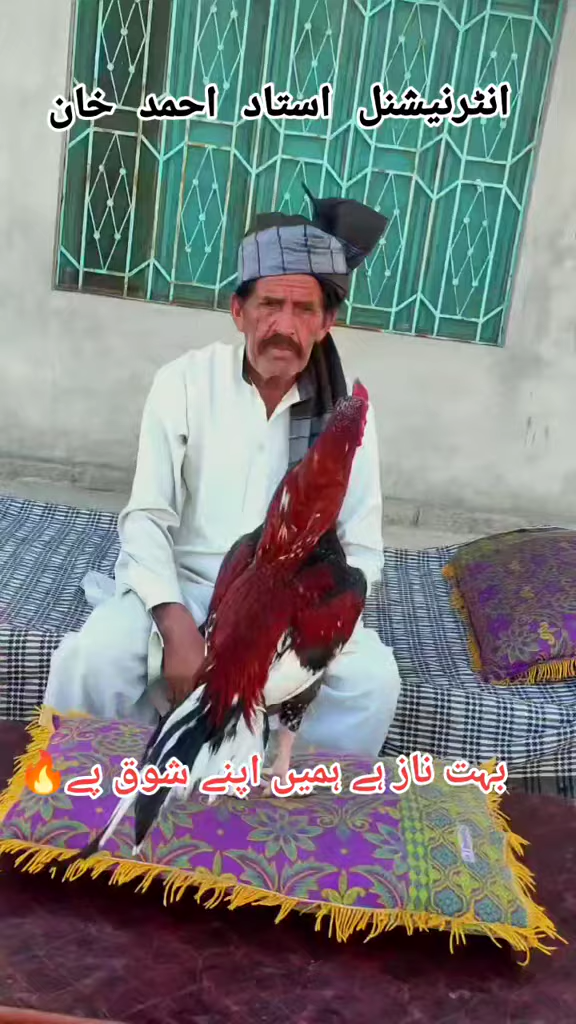 انٹرنیشنل استاد احمد خان
بہت ناز ہے ہمیں اپنے شوق پے🔥